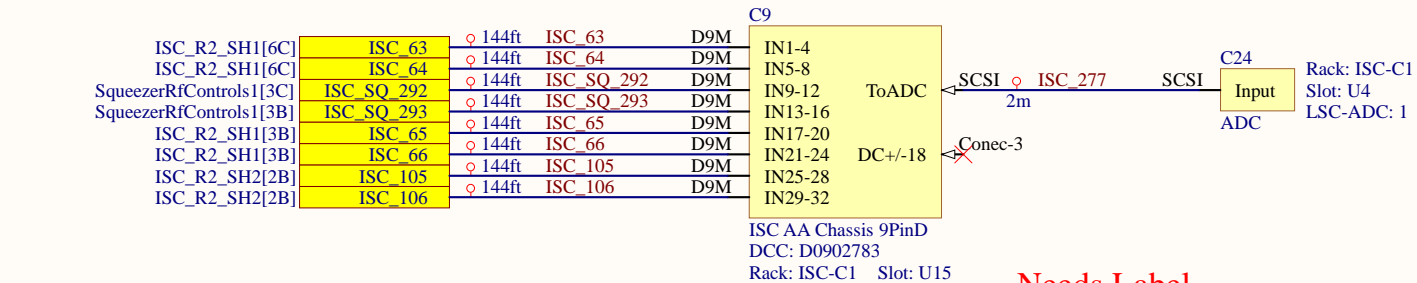 C9
ISC_R2_SH1[6C] ISC_63 144ft ISC_63 D9M IN1-4
ISC_R2_SH1[6C] ISC_64 144ft ISC_64 D9M IN5-8
SqueezerRfControls1[3C] ISC_SQ_292 144ft ISC_SQ_292 D9M IN9-12
SqueezerRfControls1[3B] ISC_SQ_293 144ft ISC_SQ_293 D9M IN13-16
ISC_R2_SH1[3B] ISC_65 144ft ISC_65 D9M IN17-20
ISC_R2_SH1[3B] ISC_66 144ft ISC_66 D9M IN21-24
ISC_R2_SH2[2B] ISC_105 144ft ISC_105 D9M IN25-28
ISC_R2_SH2[2B] ISC_106 144ft ISC_106 D9M IN29-32
ToADC SCSI ISC_277 SCSI Input
2m
C24
ADC
Rack: ISC-C1
Slot: U4
LSC-ADC: 1
DC+/-18 Conec-3
ISC AA Chassis 9PinD
DCC: D0902783
Rack: ISC-C1 Slot: U15
Needs Label